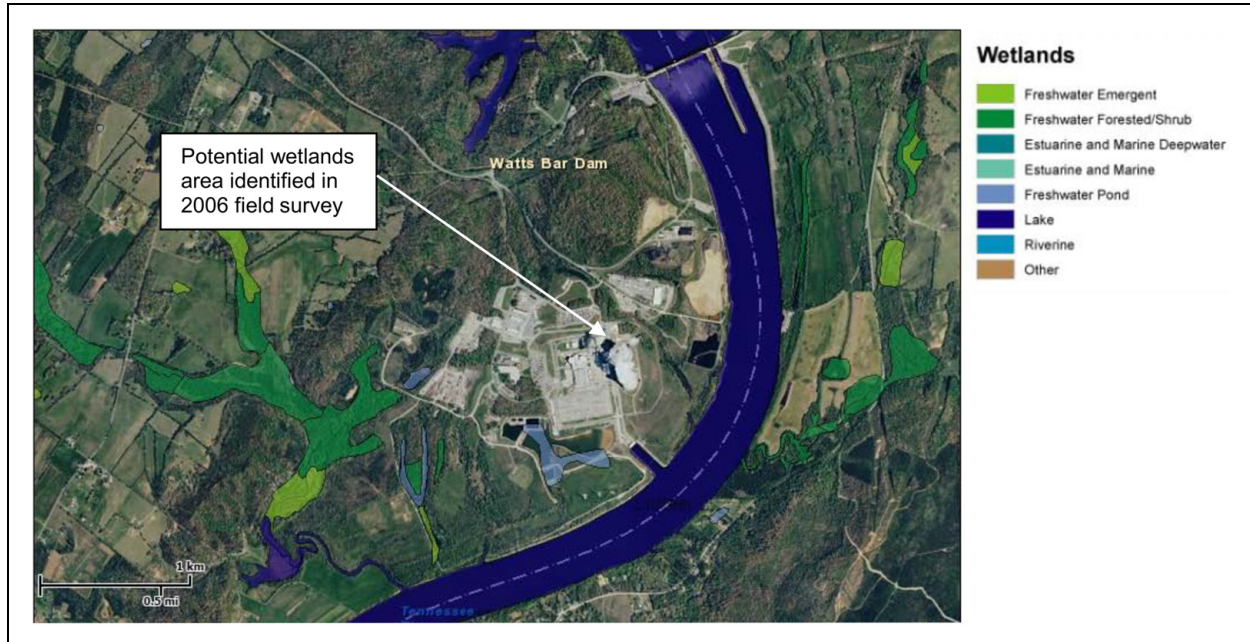 Potential wetlands
area identified in
2006 field survey
Watts Bar Dam
1 km
0.5 mi
Tennessee
Wetlands
Freshwater Emergent
Freshwater Forested/Shrub
Estuarine and Marine Deepwater
Estuarine and Marine
Freshwater Pond
Lake
Riverine
Other